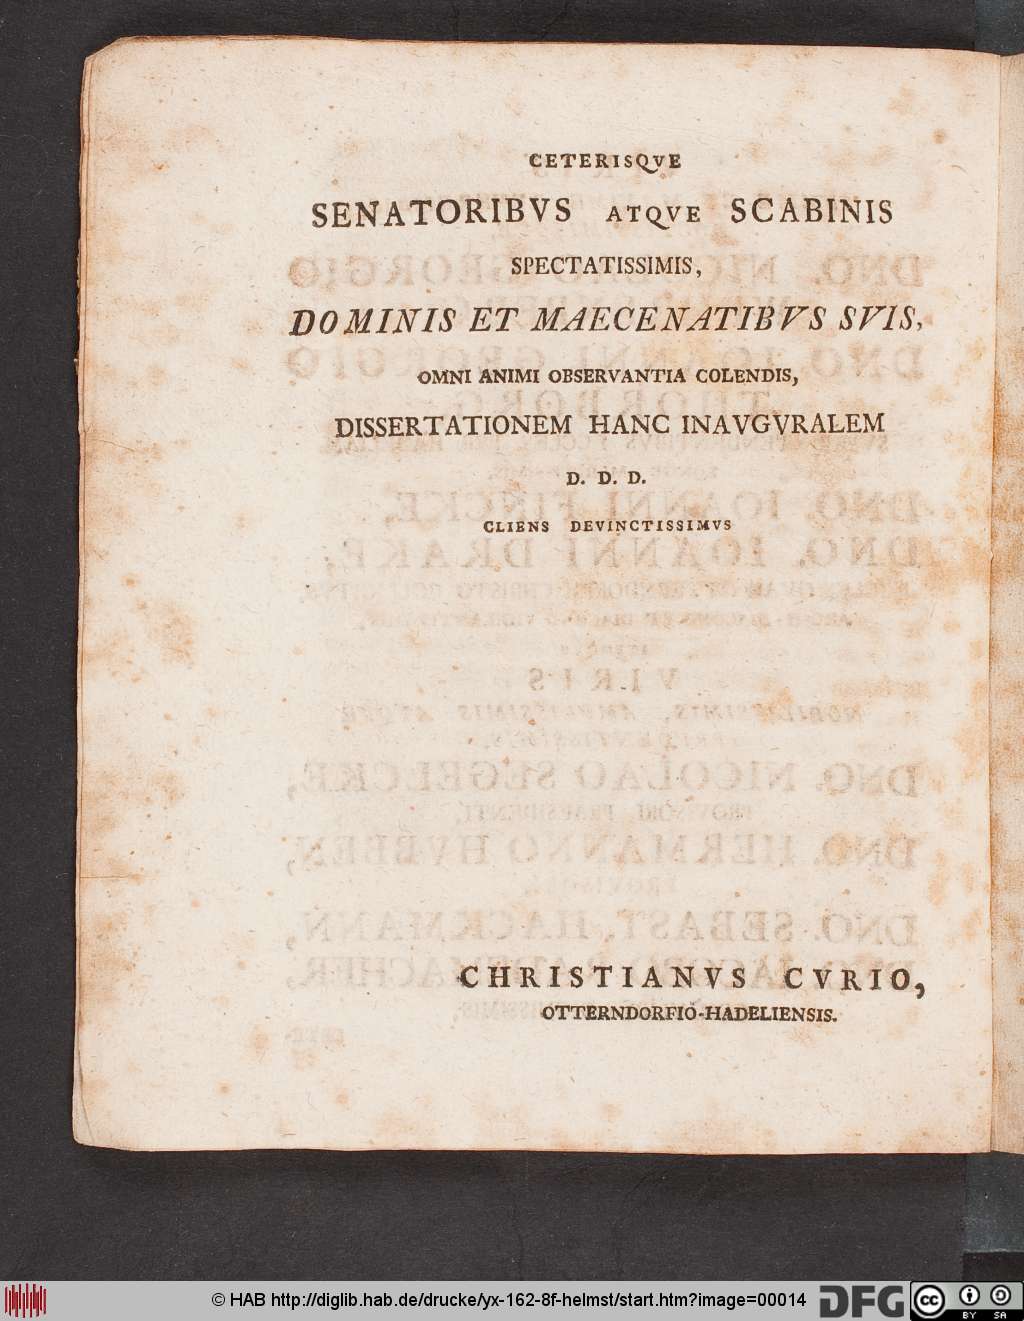 CETERISQVE
SENATORIBVS ATQVE SCABINIS
SPECTATISSIMIS,
DOMINIS ET MAECENATIBVS SVIS,
OMNI ANIMI OBSERVANTIA COLENDIS,
DISSERTATIONEM HANC INAVGVRALEM
D. D. D.
CLIENS DEVINCTISSIMVS
CHRISTIANVS CVRIO,
OTTERNDORFIO-HADELIENSIS.
© HAB http://diglib.hab.de/drucke/yx-162-8f-helmst/start.htm?image=00014
DFG
cc BY SA